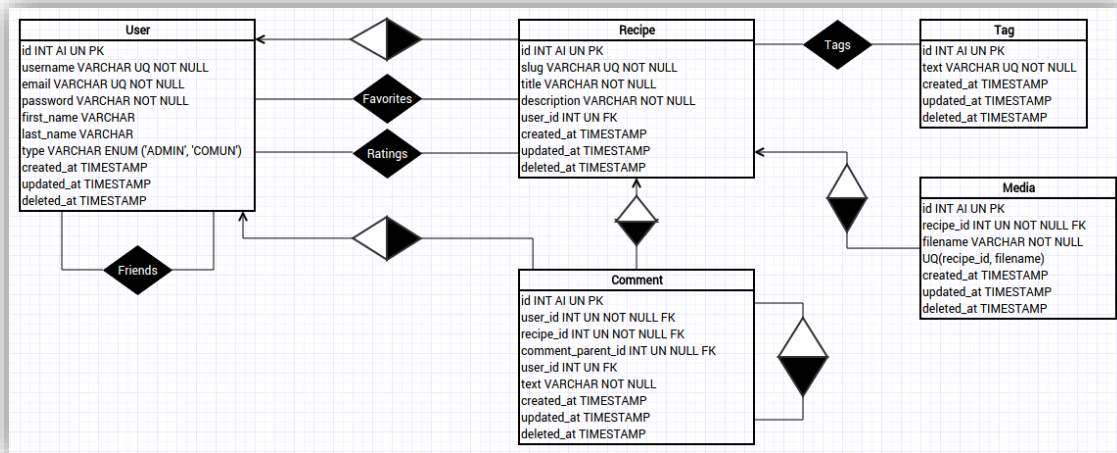 User
id INT AI UN PK
username VARCHAR UQ NOT NULL
email VARCHAR UQ NOT NULL
password VARCHAR NOT NULL
first_name VARCHAR
last_name VARCHAR
type VARCHAR ENUM ('ADMIN', 'COMUN')
created_at TIMESTAMP
updated_at TIMESTAMP
deleted_at TIMESTAMP
Friends
Favorites
Ratings
Recipe
id INT AI UN PK
slug VARCHAR UQ NOT NULL
title VARCHAR NOT NULL
description VARCHAR NOT NULL
user_id INT UN FK
created_at TIMESTAMP
updated_at TIMESTAMP
deleted_at TIMESTAMP
Tags
Tag
id INT AI UN PK
text VARCHAR UQ NOT NULL
created_at TIMESTAMP
updated_at TIMESTAMP
deleted_at TIMESTAMP
Media
id INT AI UN PK
recipe_id INT UN NOT NULL FK
filename VARCHAR NOT NULL
UQ(recipe_id, filename)
created_at TIMESTAMP
updated_at TIMESTAMP
deleted_at TIMESTAMP
Comment
id INT AI UN PK
user_id INT UN NOT NULL FK
recipe_id INT UN NOT NULL FK
comment_parent_id INT UN NULL FK
user_id INT UN FK
text VARCHAR NOT NULL
created_at TIMESTAMP
updated_at TIMESTAMP
deleted_at TIMESTAMP